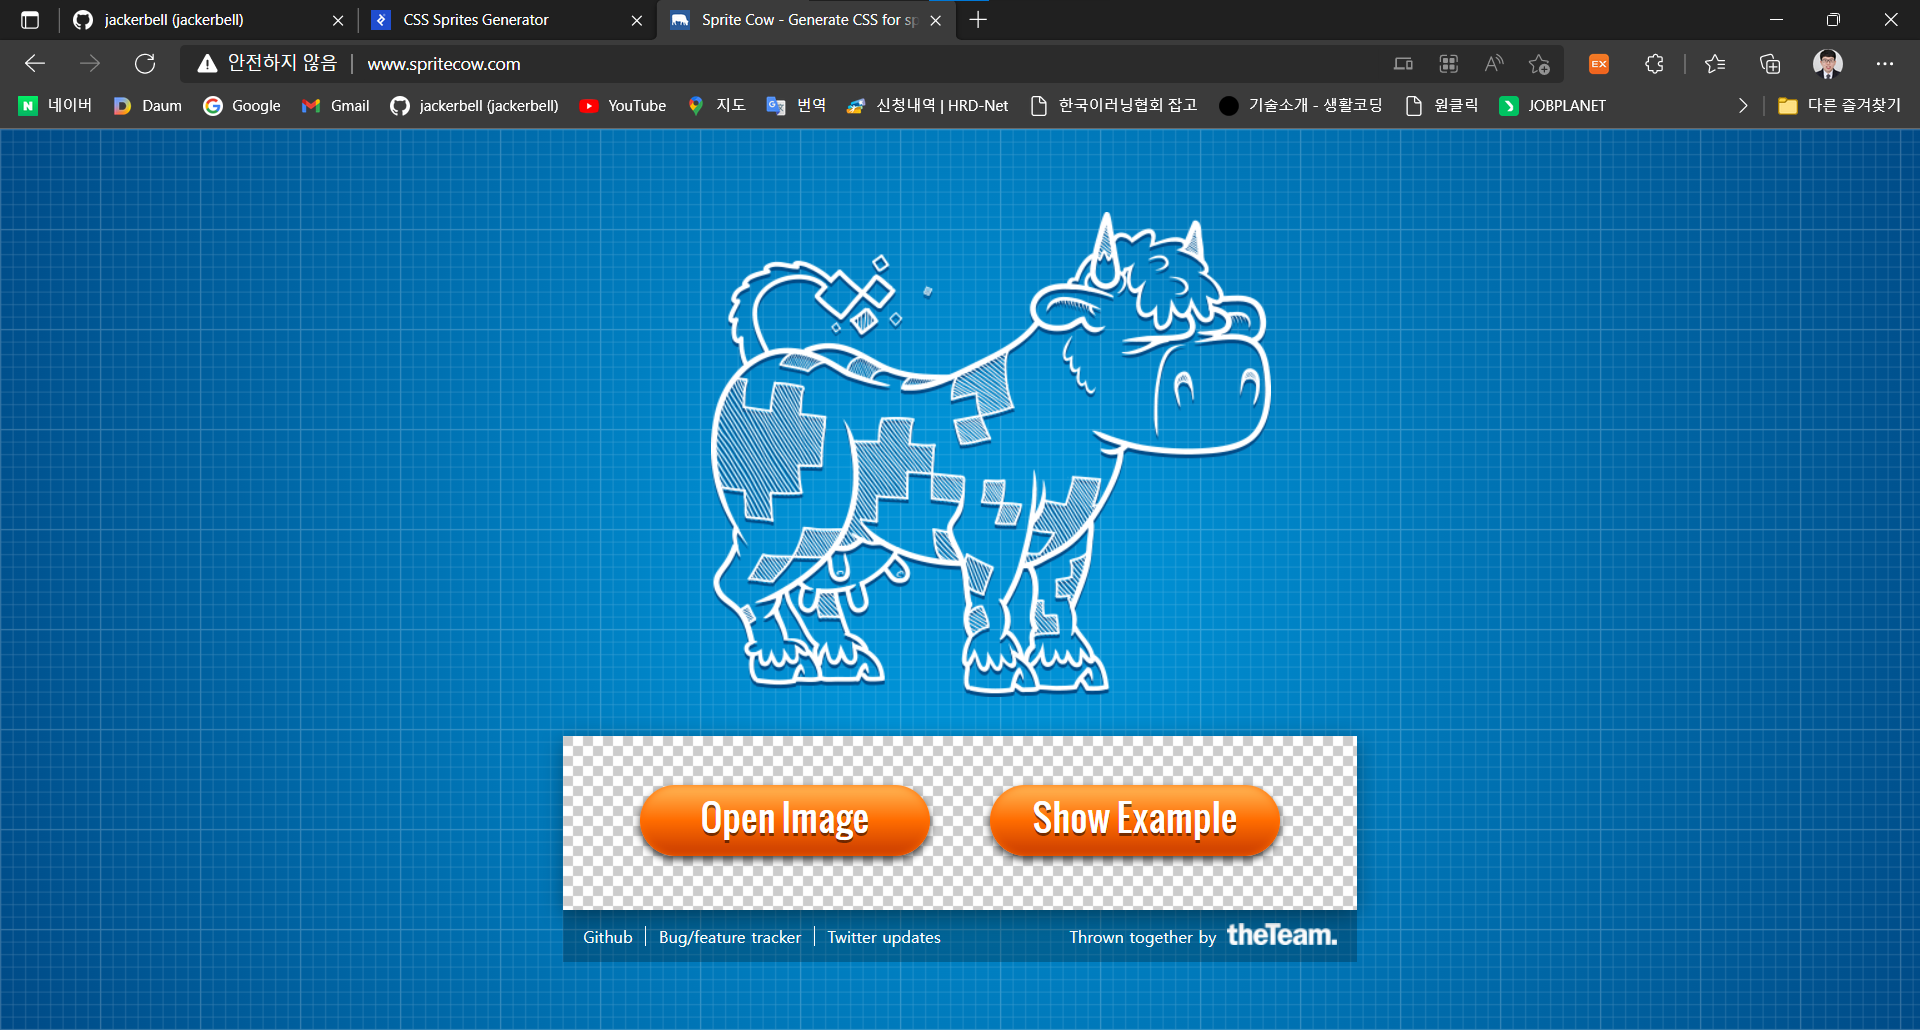 jackerbell (jackerbell)
CSS Sprites Generator
Sprite Cow - Generate CSS for sp
안전하지 않음 | www.spritecow.com
EX
N 네이버
Daum
Google
Gmail
jackerbell (jackerbell)
YouTube
지도
번역
신청내역 | HRD-Net
한국이러닝협회 잡고
기술소개 - 생활코딩
원클릭
JOBPLANET
다른 즐겨찾기
Open Image
Show Example
Github
Bug/feature tracker
Twitter updates
Thrown together by theTeam.